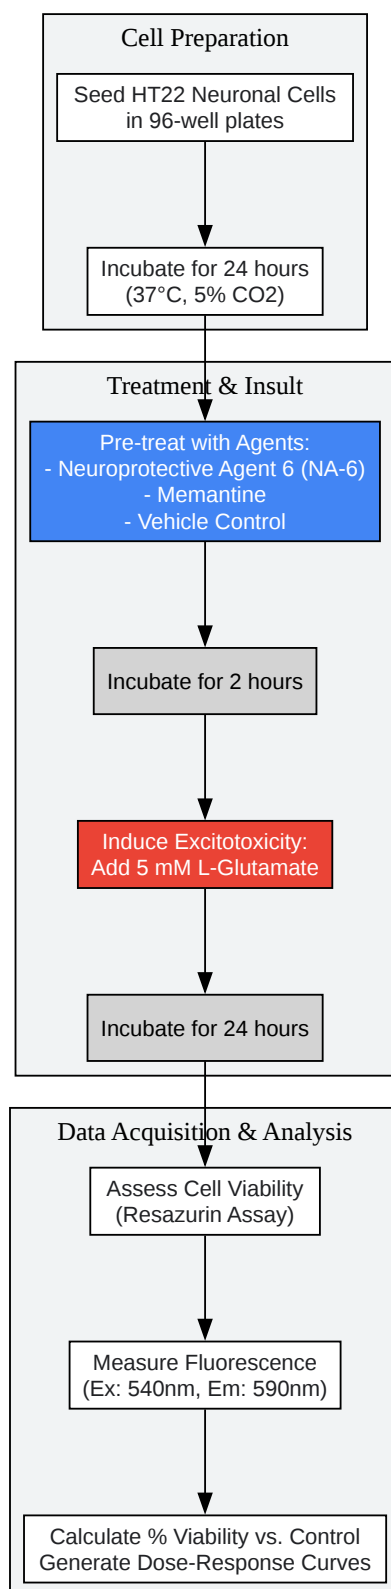 Cell Preparation
Seed HT22 Neuronal Cells
in 96-well plates
Incubate for 24 hours
(37°C, 5% CO2)
Treatment & Insult
Pre-treat with Agents:
- Neuroprotective Agent 6 (NA-6)
- Memantine
- Vehicle Control
Incubate for 2 hours
Induce Excitotoxicity:
Add 5 mM L-Glutamate
Incubate for 24 hours
Data Acquisition & Analysis
Assess Cell Viability
(Resazurin Assay)
Measure Fluorescence
(Ex: 540nm, Em: 590nm)
Calculate % Viability vs. Control
Generate Dose-Response Curves